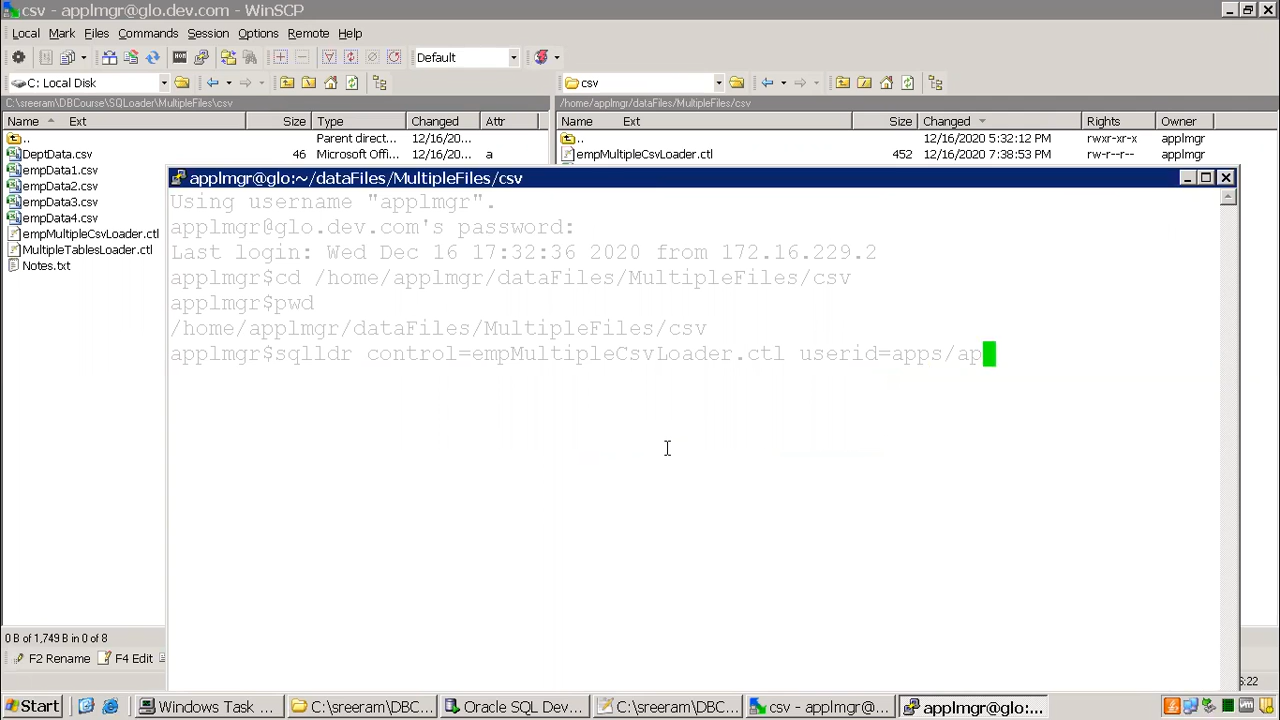 csv - applmgr@glo.dev.com - WinSCP
Local Mark Files Commands Session Options Remote Help
Default
C: Local Disk
csv
C:\sreeram\DBCourse\SQLoader\MultipleFiles\csv
/home/applmgr/dataFiles/MultipleFiles/csv
Name Ext Size Type Changed Attr
Name Ext Size Changed Rights Owner
.. Parent direct... 12/16/20...
.. 12/16/2020 5:32:12 PM rwxr-xr-x applmgr
DeptData.csv 46 Microsoft Offi... 12/16/20... a
empMultipleCsvLoader.ctl 452 12/16/2020 7:38:53 PM rw-r--r-- applmgr
empData1.csv
empData2.csv
empData3.csv
empData4.csv
empMultipleCsvLoader.ctl
MultipleTablesLoader.ctl
Notes.txt
applmgr@glo:~/dataFiles/MultipleFiles/csv
Using username "applmgr".
applmgr@glo.dev.com's password:
Last login: Wed Dec 16 17:32:36 2020 from 172.16.229.2
applmgr$cd /home/applmgr/dataFiles/MultipleFiles/csv
applmgr$pwd
/home/applmgr/dataFiles/MultipleFiles/csv
applmgr$sqlldr control=empMultipleCsvLoader.ctl userid=apps/ap
0 B of 1,749 B in 0 of 8
6:22
F2 Rename F4 Edit
Start Windows Task ... C:\sreeram\DBC... Oracle SQL Dev... C:\sreeram\DBC... csv - applmgr@... applmgr@glo:...